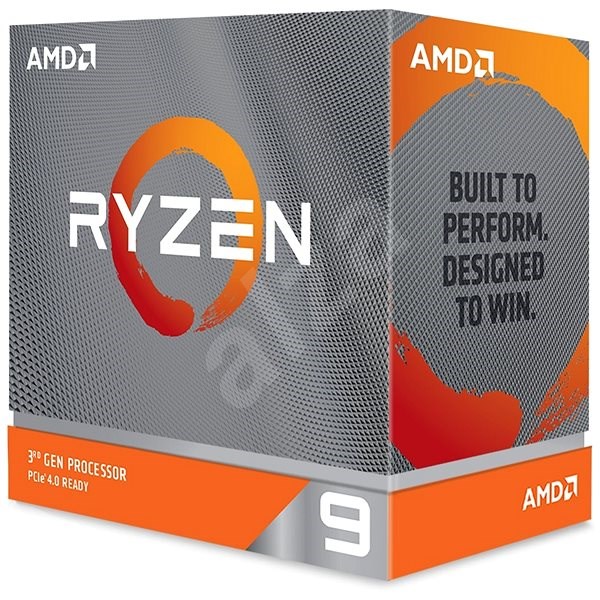 AMD
RYZEN
3RD GEN PROCESSOR
PCIe® 4.0 READY
9
AMD
BUILT TO
PERFORM.
DESIGNED
TO WIN.
AMD